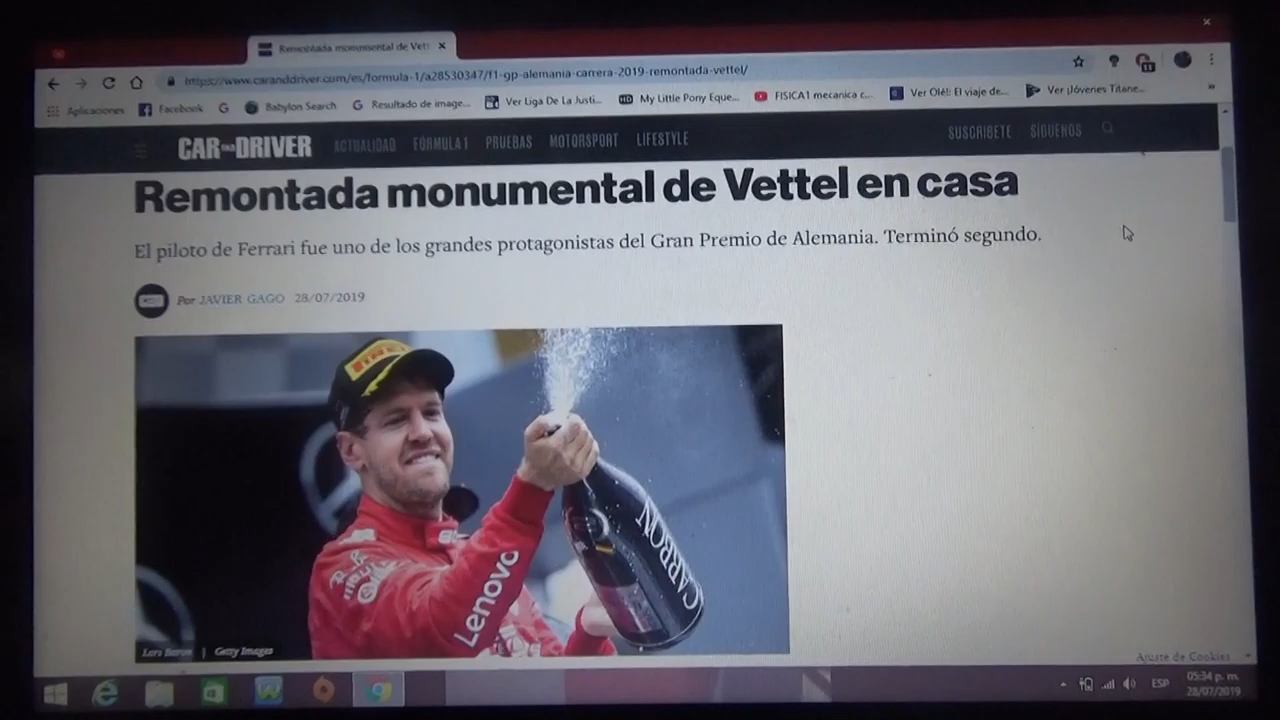 Remontada monumental de Vett
https://www.caranddriver.com/es/formula-1/a28530347/f1-gp-alemania-carrera-2019-remontada-vettel/
11
Aplicaciones Facebook Babylon Search Resultado de image... Ver Liga De La Justi... My Little Pony Eque... FISICA1 mecanica c... Ver Olé!: El viaje de... Ver ¡Jóvenes Titane...
CAR AND DRIVER ACTUALIDAD FÓRMULA 1 PRUEBAS MOTORSPORT LIFESTYLE SUSCRÍBETE SÍGUENOS
Remontada monumental de Vettel en casa
El piloto de Ferrari fue uno de los grandes protagonistas del Gran Premio de Alemania. Terminó segundo.
Por JAVIER GAGO 28/07/2019
PIRELLI
CARBON
Lenovo
Lars Baron | Getty Images
Ajuste de Cookies
ESP
05:34 p. m.
28/07/2019